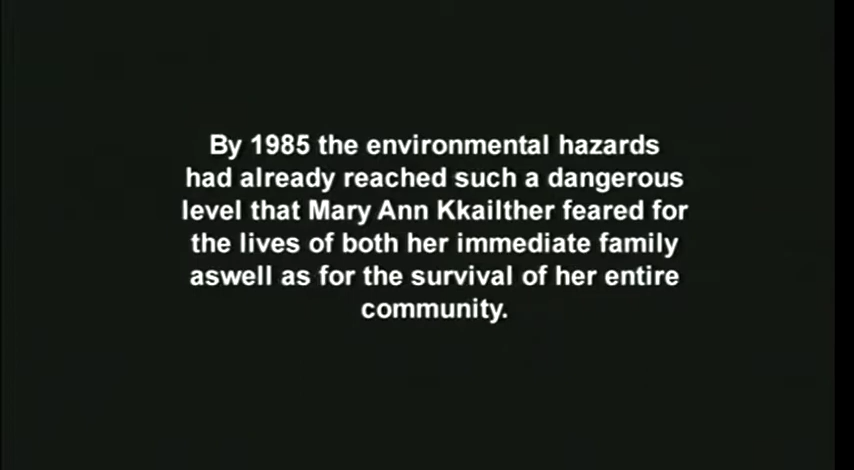 By 1985 the environmental hazards
had already reached such a dangerous
level that Mary Ann Kkailther feared for
the lives of both her immediate family
aswell as for the survival of her entire
community.